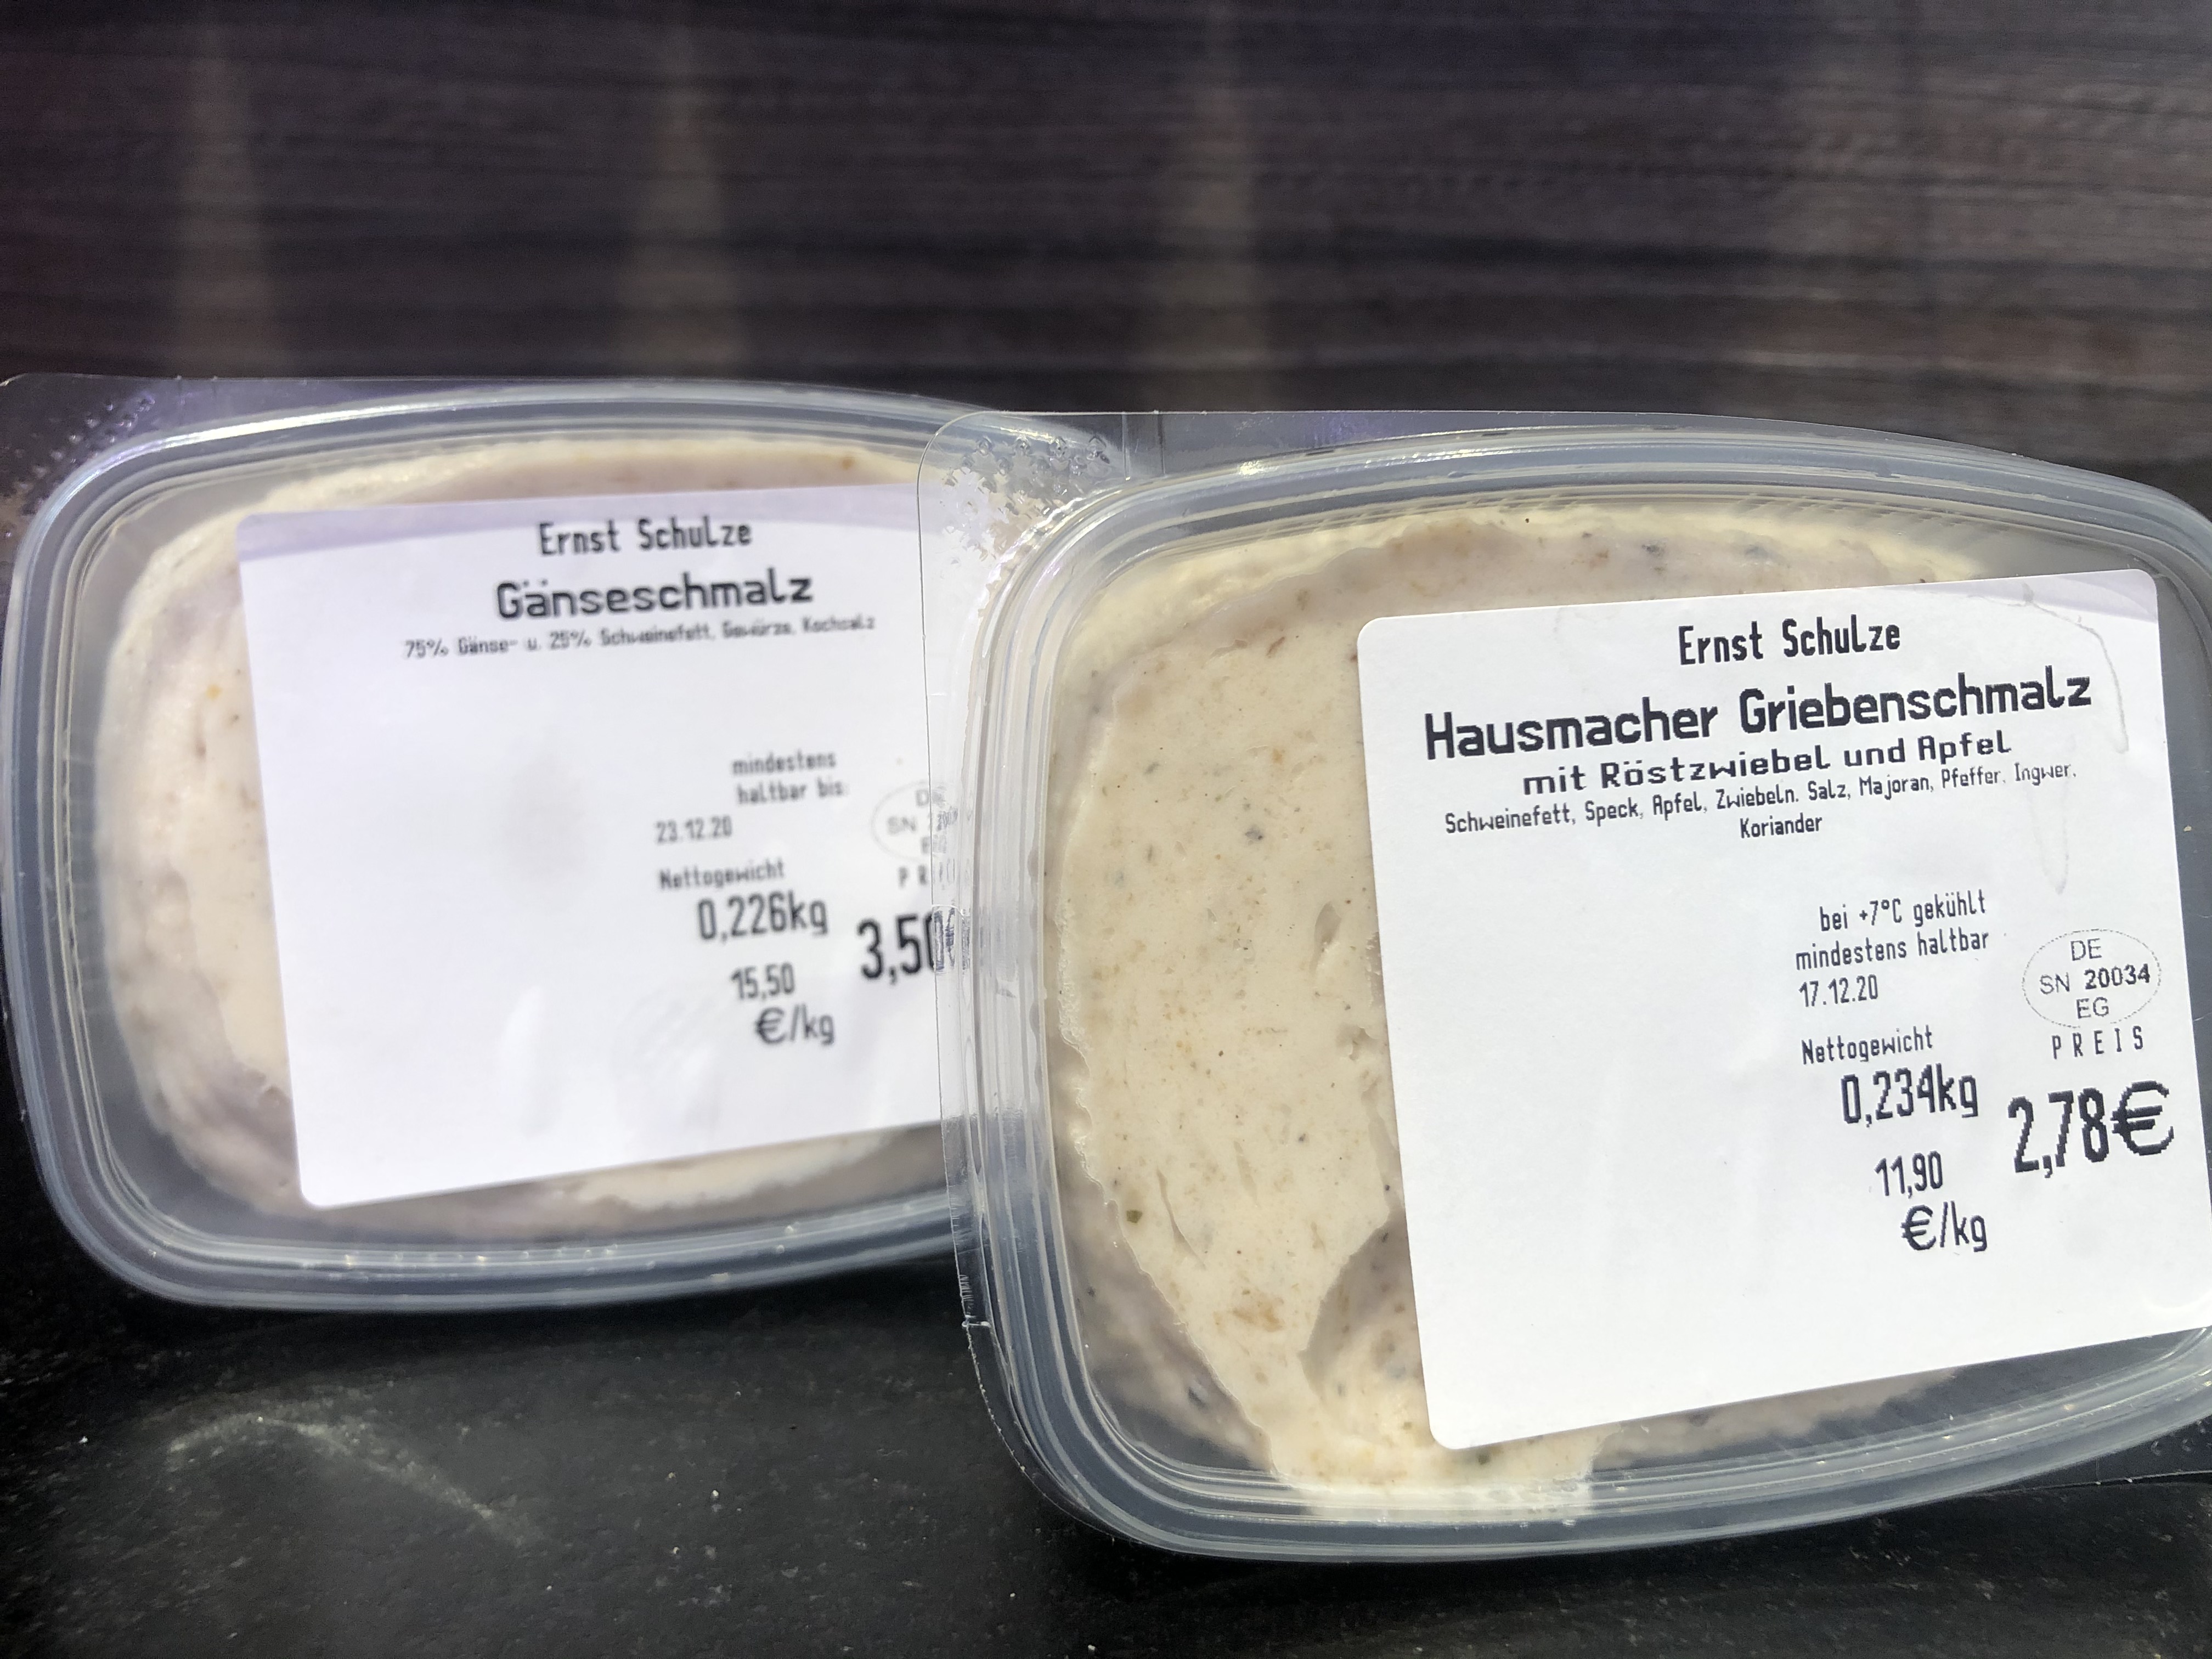 Ernst Schulze
Gänseschmalz
75% Gänse- u. 25% Schweinefett, Gewürze, Kochsalz
mindestens
haltbar bis:
23.12.20
Nettogewicht
0,226kg
15,50
€/kg
SN
3,50
Ernst Schulze
Hausmacher Griebenschmalz
mit Röstzwiebel und Apfel
Schweinefett, Speck, Apfel, Zwiebeln. Salz, Majoran, Pfeffer, Ingwer,
Koriander
bei +7°C gekühlt
mindestens haltbar
17.12.20
Nettogewicht
0,234kg
11,90
€/kg
DE
SN 20034
EG
PREIS
2,78€